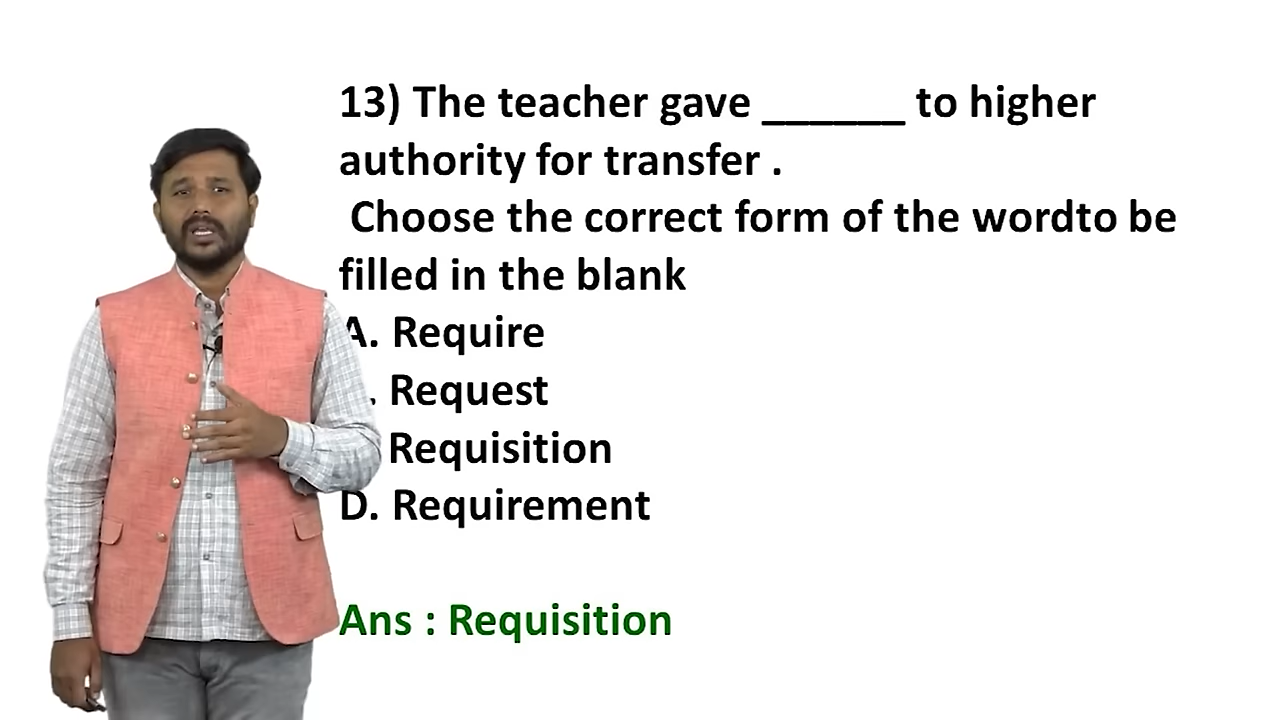 13) The teacher gave ______ to higher
authority for transfer .
Choose the correct form of the wordto be
filled in the blank
A. Require
. Request
Requisition
D. Requirement
Ans : Requisition